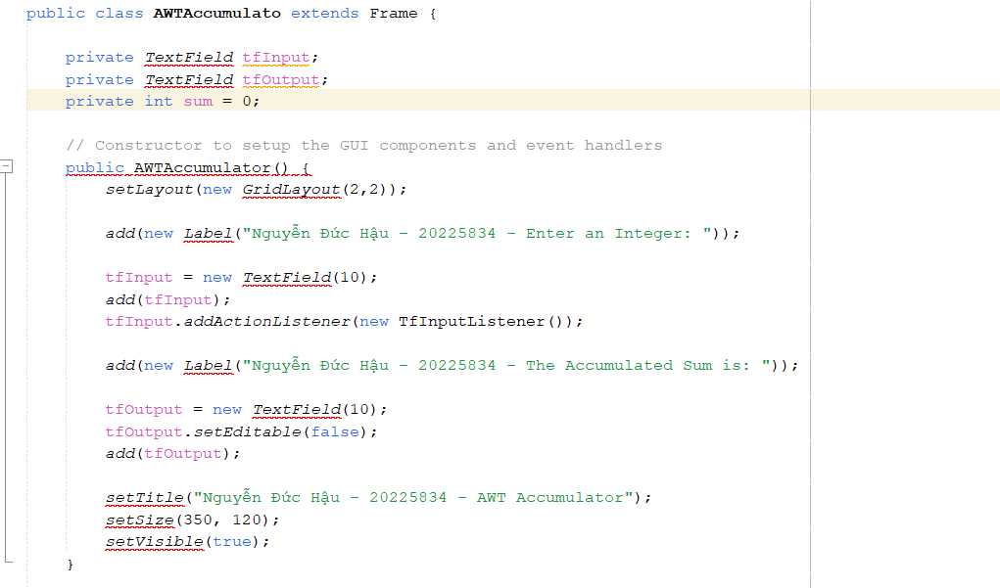 public class AWTAccumulato extends Frame {
private TextField tfInput;
private TextField tfOutput;
private int sum = 0;
// Constructor to setup the GUI components and event handlers
public AWTAccumulator() {
setLayout(new GridLayout(2,2));
add(new Label("Nguyễn Đức Hậu - 20225834 - Enter an Integer: "));
tfInput = new TextField(10);
add(tfInput);
tfInput.addActionListener(new TfInputListener());
add(new Label("Nguyễn Đức Hậu - 20225834 - The Accumulated Sum is: "));
tfOutput = new TextField(10);
tfOutput.setEditable(false);
add(tfOutput);
setTitle("Nguyễn Đức Hậu - 20225834 - AWT Accumulator");
setSize(350, 120);
setVisible(true);
}